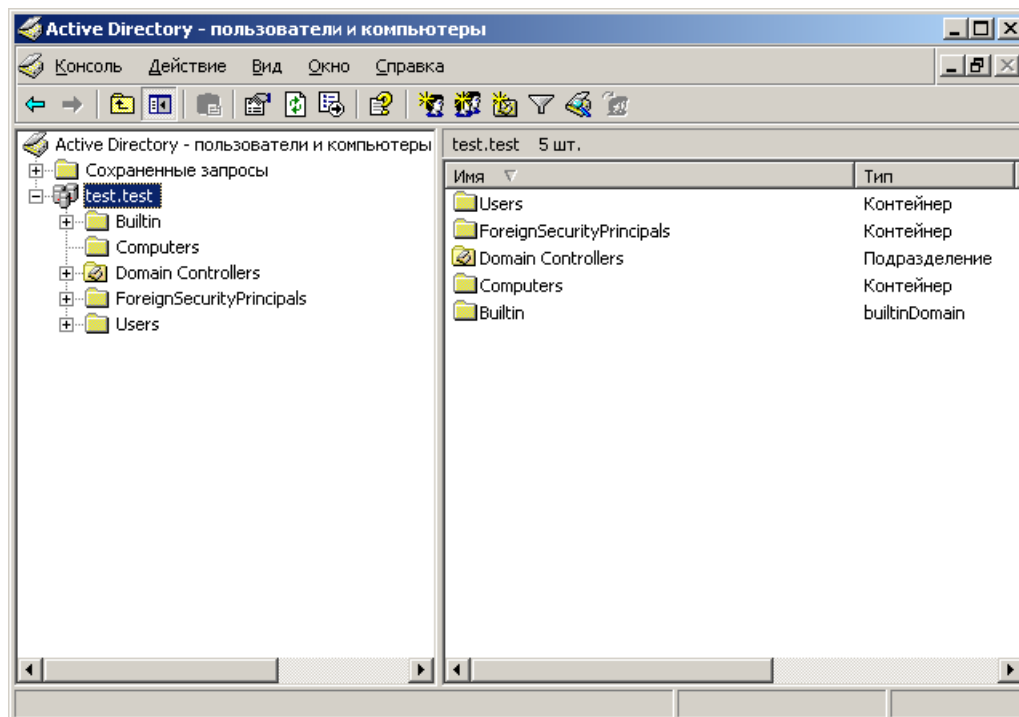 Active Directory - пользователи и компьютеры
Консоль Действие Вид Окно Справка
Active Directory - пользователи и компьютеры
Сохраненные запросы
test.test
Builtin
Computers
Domain Controllers
ForeignSecurityPrincipals
Users
test.test 5 шт.
Имя Тип
Users Контейнер
ForeignSecurityPrincipals Контейнер
Domain Controllers Подразделение
Computers Контейнер
Builtin builtinDomain